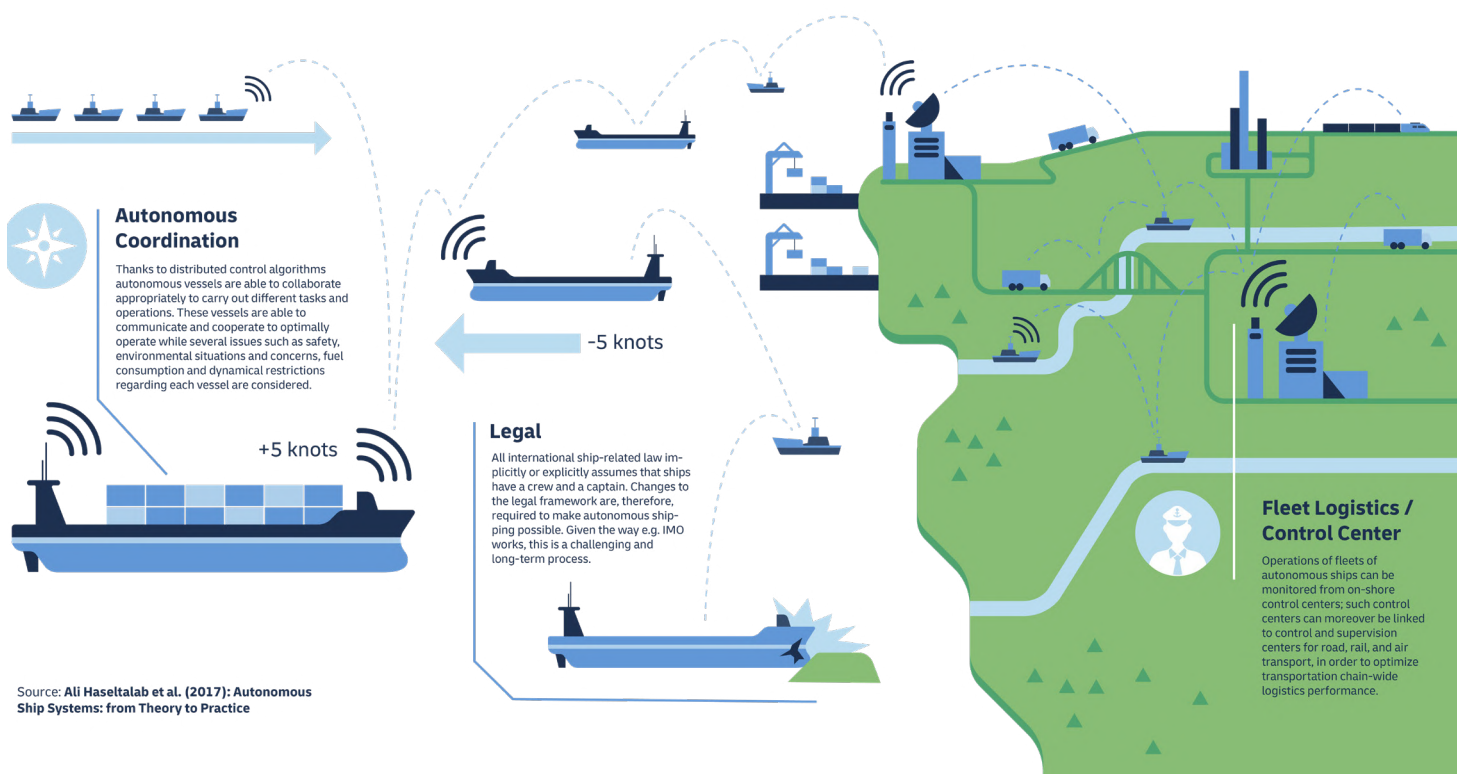 Autonomous
Coordination
Thanks to distributed control algorithms
autonomous vessels are able to collaborate
appropriately to carry out different tasks and
operations. These vessels are able to
communicate and cooperate to optimally
operate while several issues such as safety,
environmental situations and concerns, fuel
consumption and dynamical restrictions
regarding each vessel are considered.
+5 knots
-5 knots
Legal
All international ship-related law im-
plicitly or explicitly assumes that ships
have a crew and a captain. Changes to
the legal framework are, therefore,
required to make autonomous ship-
ping possible. Given the way e.g. IMO
works, this is a challenging and
long-term process.
Fleet Logistics /
Control Center
Operations of fleets of
autonomous ships can be
monitored from on-shore
control centers; such control
centers can moreover be linked
to control and supervision
centers for road, rail, and air
transport, in order to optimize
transportation chain-wide
logistics performance.
Source: Ali Haseltalab et al. (2017): Autonomous
Ship Systems: from Theory to Practice